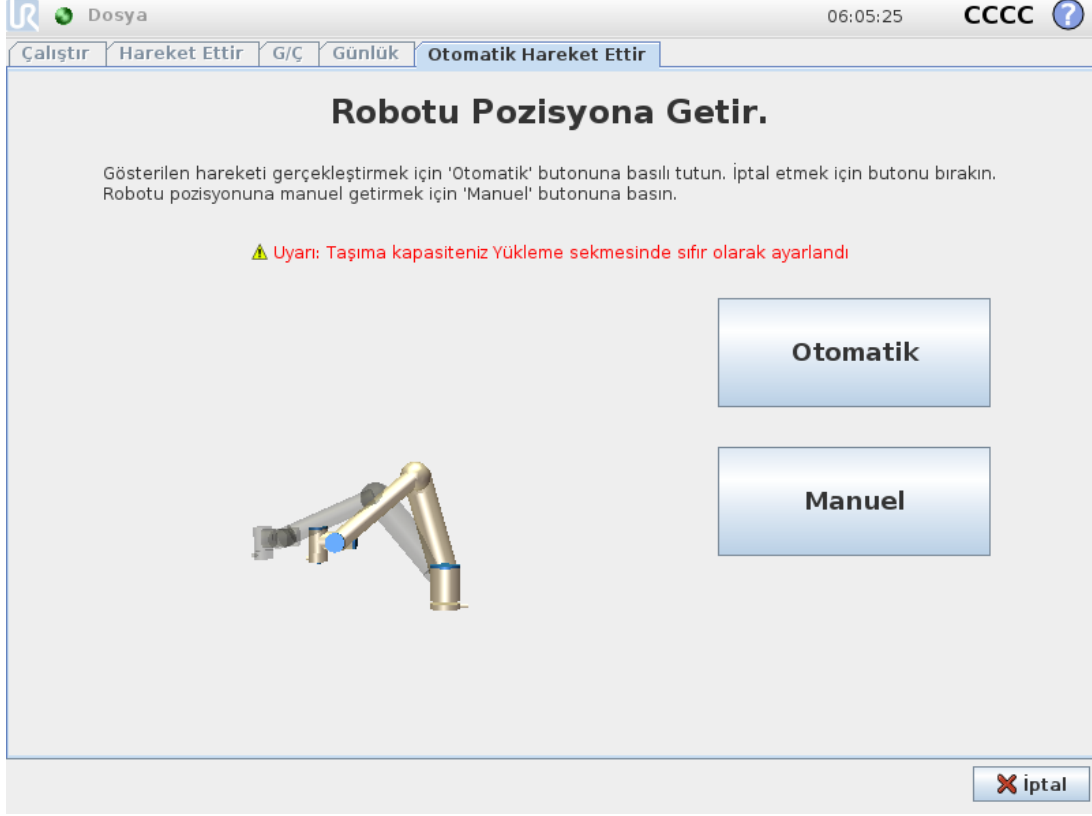 UR Dosya 06:05:25 CCCC ?
Çalıştır Hareket Ettir G/Ç Günlük Otomatik Hareket Ettir
Robotu Pozisyona Getir.
Gösterilen hareketi gerçekleştirmek için 'Otomatik' butonuna basılı tutun. İptal etmek için butonu bırakın.
Robotu pozisyonuna manuel getirmek için 'Manuel' butonuna basın.
Uyarı: Taşıma kapasiteniz Yükleme sekmesinde sıfır olarak ayarlandı
Otomatik
Manuel
İptal